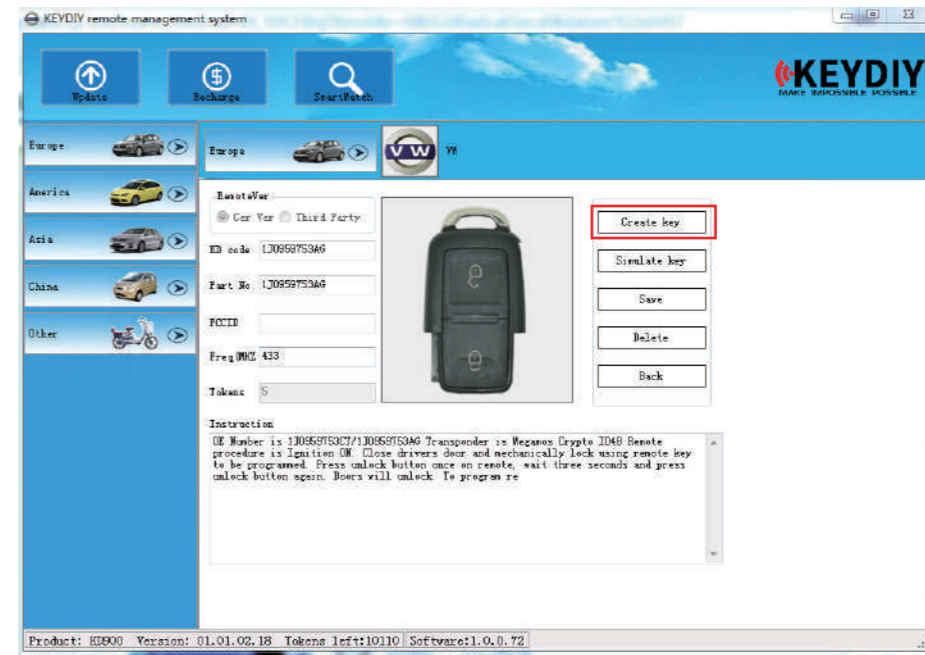 KEYDIY remote management system
Update
Recharge
SmartMatch
KEYDIY
MAKE IMPOSSIBLE POSSIBLE
Europe
Europe
VW
VW
America
Asia
China
Other
RemoteVer
Car Ver
Third Party
KD code
1J0959753AG
Part No
1J0959753AG
FCCID
Freq(MHZ
433
Tokens
5
Create key
Simulate key
Save
Delete
Back
Instruction
OE Number is 1J0959753CT/1J0959753AG Transponder is Megamos Crypto ID48 Remote
procedure is Ignition ON. Close drivers door and mechanically lock using remote key
to be programmed. Press unlock button once on remote, wait three seconds and press
unlock button again. Doors will unlock. To program re
Product: KD900
Version: 01.01.02.18
Tokens left:10110
Software:1.0.0.72